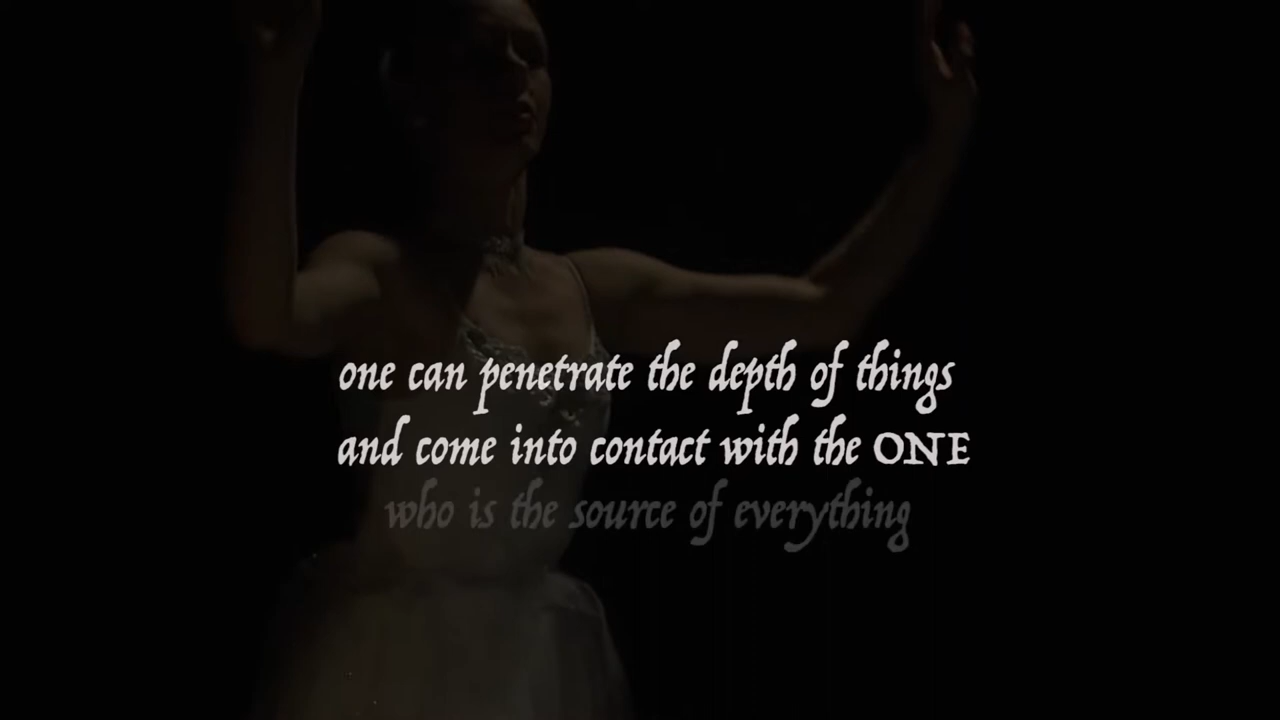 one can penetrate the depth of things
and come into contact with the ONE
who is the source of everything